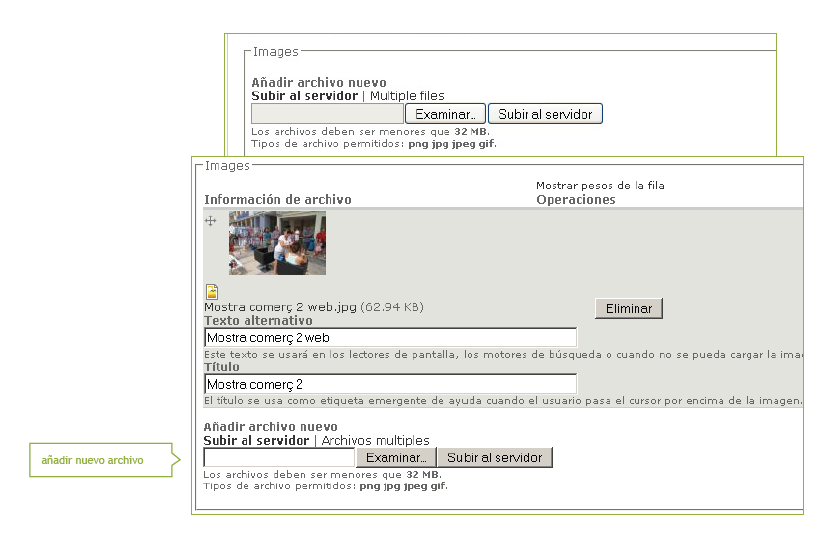 Images
Añadir archivo nuevo
Subir al servidor | Multiple files
Examinar... Subir al servidor
Los archivos deben ser menores que 32 MB.
Tipos de archivo permitidos: png jpg jpeg gif.
Images
Mostrar pesos de la fila
Información de archivo Operaciones
Mostra comerç 2 web.jpg (62.94 KB) Eliminar
Texto alternativo
Mostra comerç 2 web
Este texto se usará en los lectores de pantalla, los motores de búsqueda o cuando no se pueda cargar la ima
Título
Mostra comerç 2
El título se usa como etiqueta emergente de ayuda cuando el usuario pasa el cursor por encima de la imagen.
Añadir archivo nuevo
Subir al servidor | Archivos multiples
añadir nuevo archivo Examinar... Subir al servidor
Los archivos deben ser menores que 32 MB.
Tipos de archivo permitidos: png jpg jpeg gif.